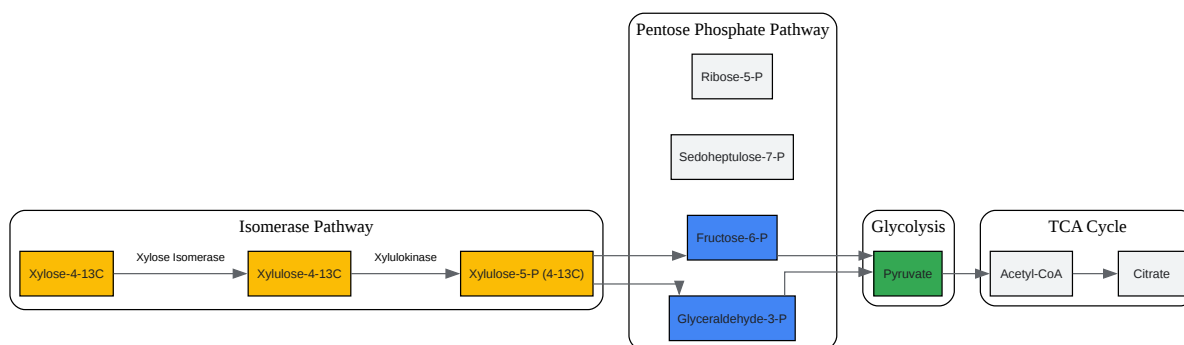 Pentose Phosphate Pathway
Ribose-5-P
Sedoheptulose-7-P
Isomerase Pathway
Glycolysis
TCA Cycle
Xylose-4-13C
Xylose Isomerase
Xylulose-4-13C
Xylulokinase
Xylulose-5-P (4-13C)
Fructose-6-P
Glyceraldehyde-3-P
Pyruvate
Acetyl-CoA
Citrate